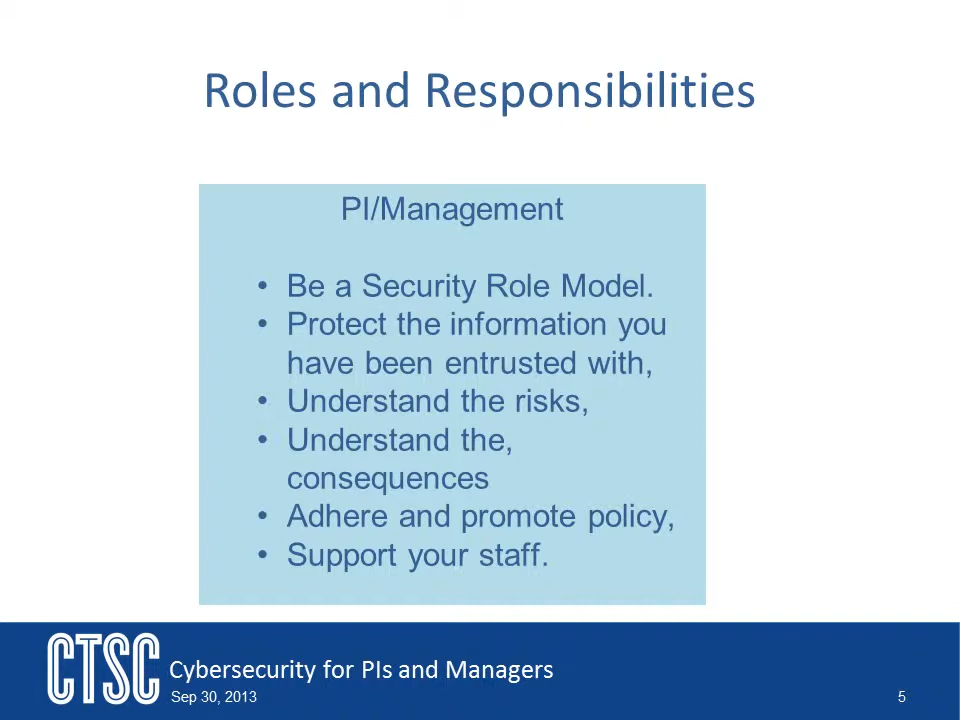 Roles and Responsibilities
PI/Management
• Be a Security Role Model.
• Protect the information you
have been entrusted with,
• Understand the risks,
• Understand the,
consequences
• Adhere and promote policy,
• Support your staff.
CTSC
Cybersecurity for PIs and Managers
Sep 30, 2013
5